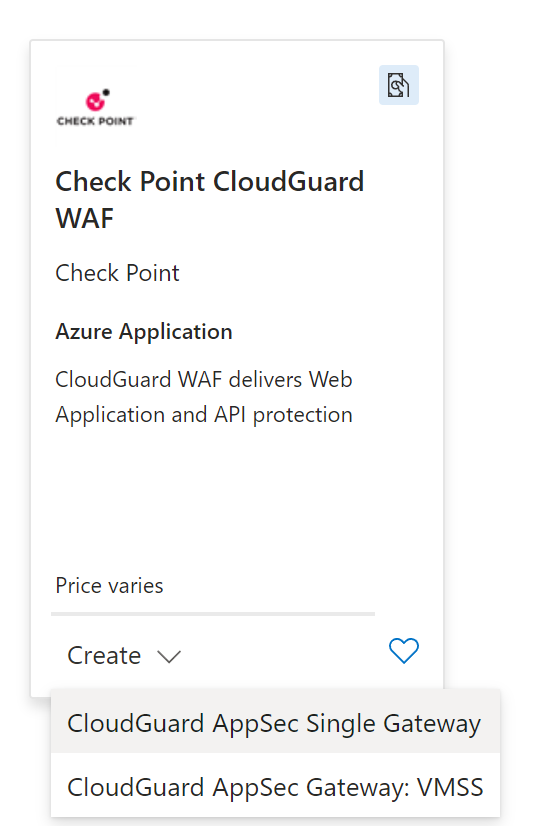 CHECK POINT
Check Point CloudGuard
WAF
Check Point
Azure Application
CloudGuard WAF delivers Web
Application and API protection
Price varies
Create
CloudGuard AppSec Single Gateway
CloudGuard AppSec Gateway: VMSS